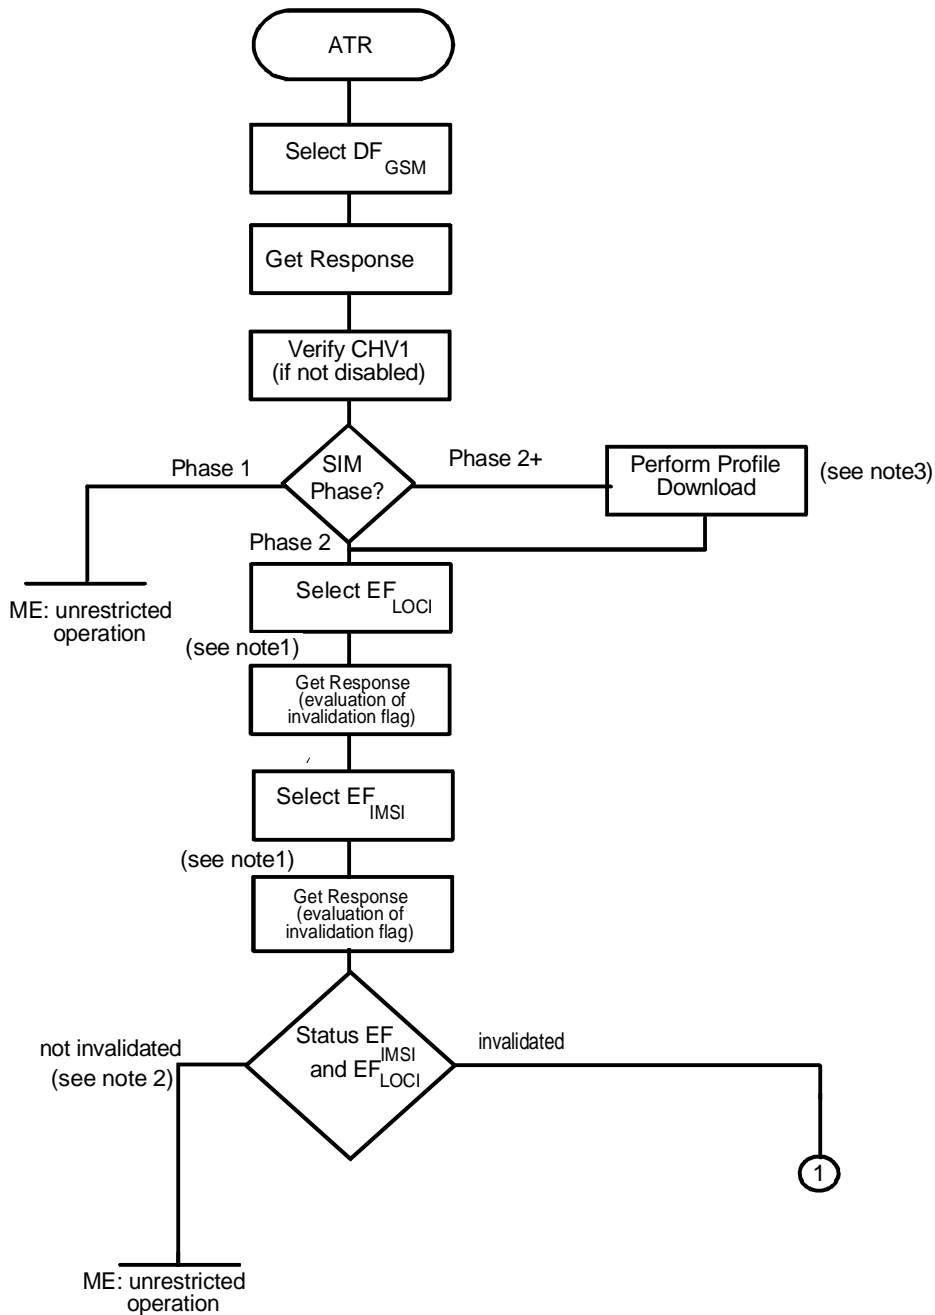 ATR
Select DF GSM
Get Response
Verify CHV1
(if not disabled)
Phase 1
SIM
Phase?
Phase 2+
Perform Profile
Download
(see note3)
Phase 2
Select EF LOCI
ME: unrestricted
operation
(see note1)
Get Response
(evaluation of
invalidation flag)
Select EF IMSI
(see note1)
Get Response
(evaluation of
invalidation flag)
not invalidated
(see note 2)
Status EF IMSI
and EF LOCI
invalidated
1
ME: unrestricted
operation